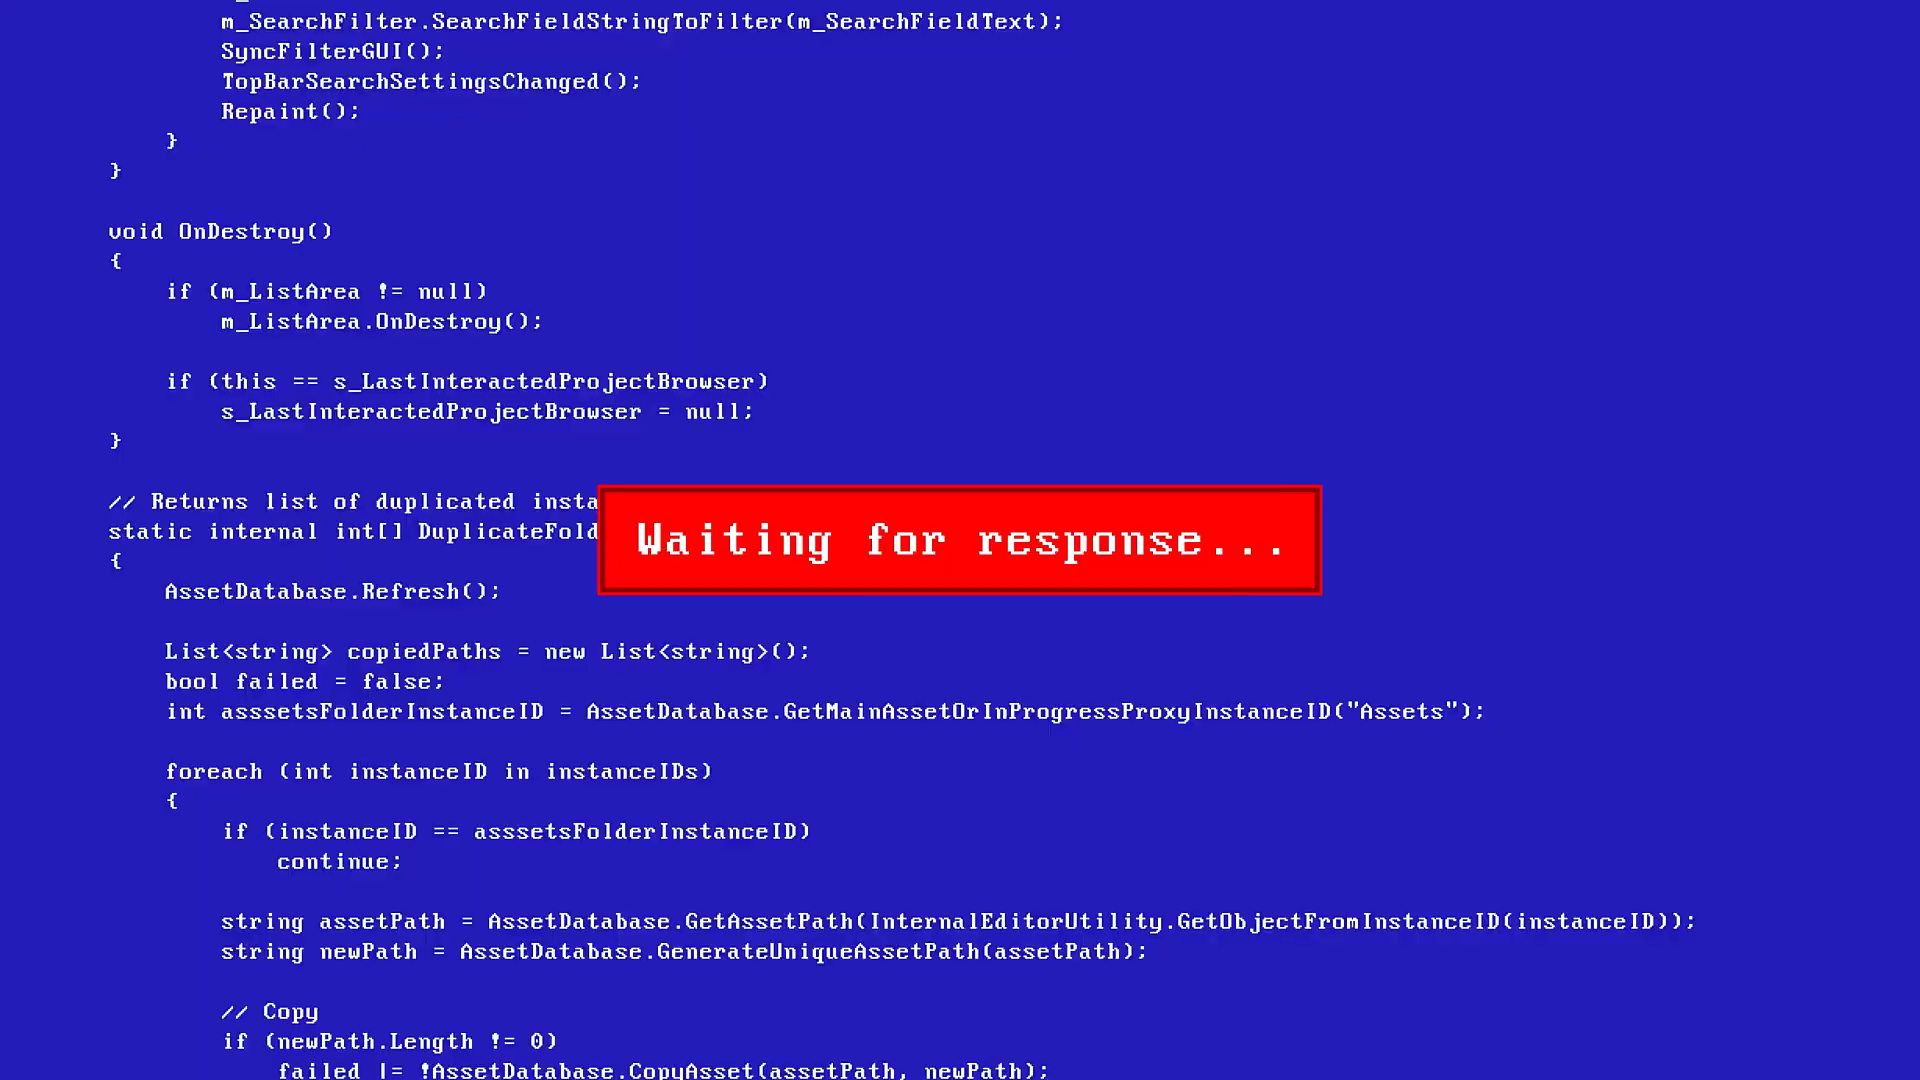 m_SearchFilter.SearchFieldStringToFilter(m_SearchFieldText);
SyncFilterGUI();
TopBarSearchSettingsChanged();
Repaint();
}
}
void OnDestroy()
{
if (m_ListArea != null)
m_ListArea.OnDestroy();
if (this == s_LastInteractedProjectBrowser)
s_LastInteractedProjectBrowser = null;
}
// Returns list of duplicated insta
static internal int[] DuplicateFold
Waiting for response...
{
AssetDatabase.Refresh();
List<string> copiedPaths = new List<string>();
bool failed = false;
int asssetsFolderInstanceID = AssetDatabase.GetMainAssetOrInProgressProxyInstanceID("Assets");
foreach (int instanceID in instanceIDs)
{
if (instanceID == asssetsFolderInstanceID)
continue;
string assetPath = AssetDatabase.GetAssetPath(InternalEditorUtility.GetObjectFromInstanceID(instanceID));
string newPath = AssetDatabase.GenerateUniqueAssetPath(assetPath);
// Copy
if (newPath.Length != 0)
failed |= !AssetDatabase.CopyAsset(assetPath, newPath);